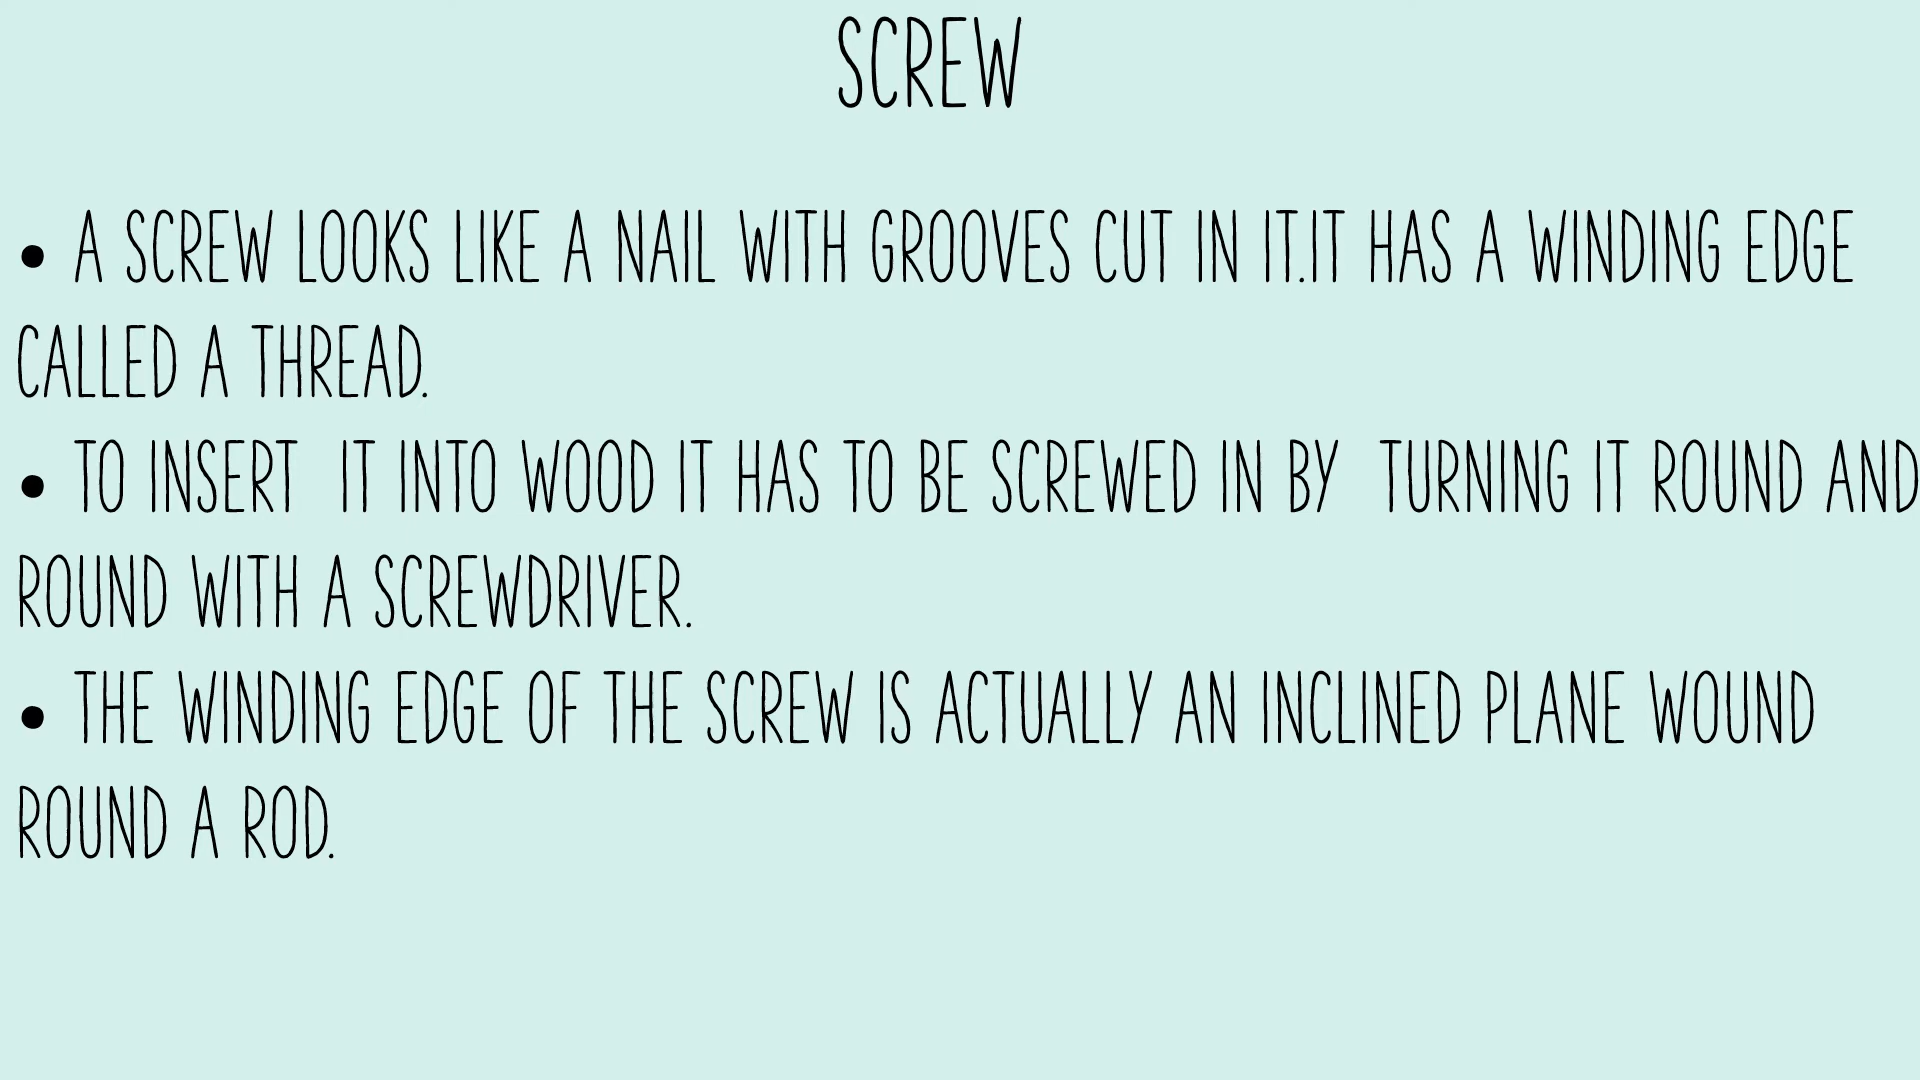 SCREW
• A SCREW LOOKS LIKE A NAIL WITH GROOVES CUT IN IT.IT HAS A WINDING EDGE
CALLED A THREAD.
• TO INSERT  IT INTO WOOD IT HAS TO BE SCREWED IN BY  TURNING IT ROUND AND
ROUND WITH A SCREWDRIVER.
• THE WINDING EDGE OF THE SCREW IS ACTUALLY AN INCLINED PLANE WOUND
ROUND A ROD.